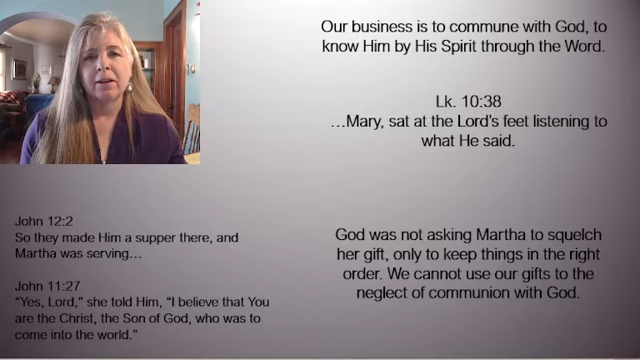 Our business is to commune with God, to
know Him by His Spirit through the Word.
Lk. 10:38
…Mary, sat at the Lord's feet listening to
what He said.
John 12:2
So they made Him a supper there, and
Martha was serving…
John 11:27
“Yes, Lord,” she told Him, “I believe that You
are the Christ, the Son of God, who was to
come into the world.”
God was not asking Martha to squelch
her gift, only to keep things in the right
order. We cannot use our gifts to the
neglect of communion with God.